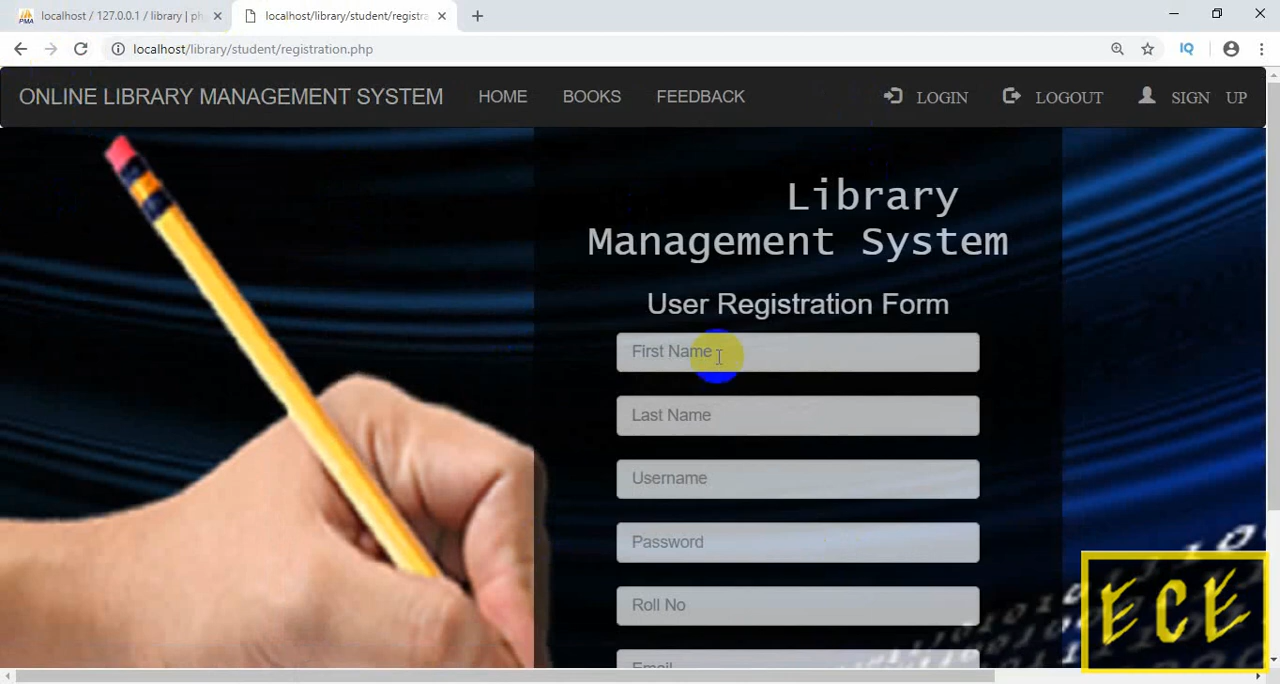 localhost / 127.0.0.1 / library | ph
localhost/library/student/registra
localhost/library/student/registration.php
IQ
ONLINE LIBRARY MANAGEMENT SYSTEM HOME BOOKS FEEDBACK LOGIN LOGOUT SIGN UP
Library
Management System
User Registration Form
First Name
Last Name
Username
Password
Roll No
Email
ECE